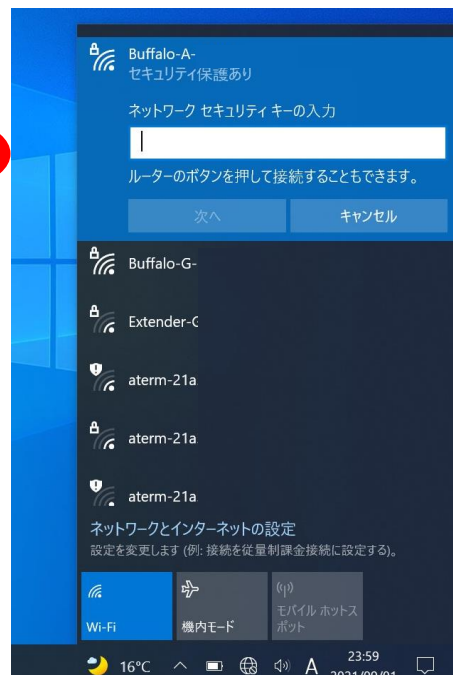 Buffalo-A-
セキュリティ保護あり
ネットワーク セキュリティ キーの入力
ルーターのボタンを押して接続することもできます。
次へ
キャンセル
Buffalo-G-
Extender-G
aterm-21a
aterm-21a
aterm-21a
ネットワークとインターネットの設定
設定を変更します (例: 接続を従量制課金接続に設定する)。
Wi-Fi
機内モード
モバイル ホットス
ポット
16°C
A
23:59
2021/09/01